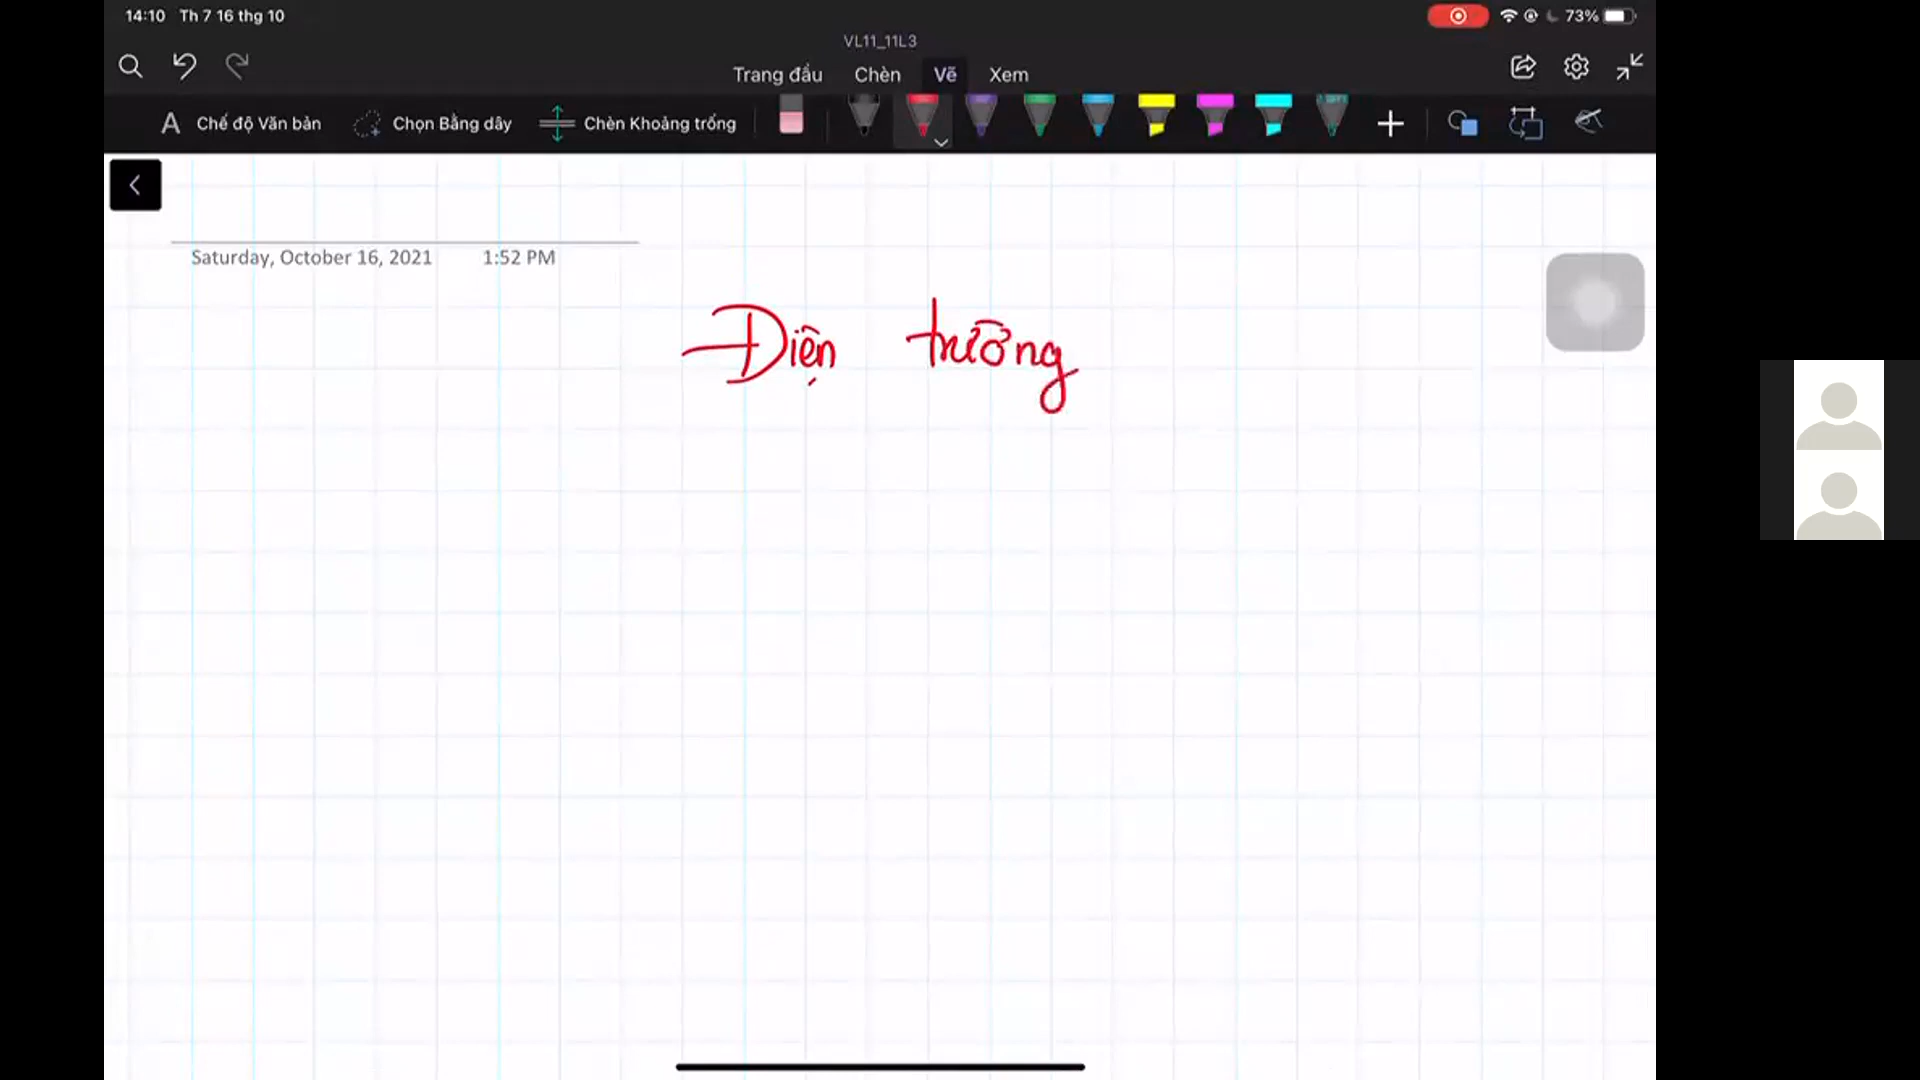 14:10 Th 7 16 thg 10 73%
VL11_11L3
Trang đầu Chèn Vẽ Xem
A Chế độ Văn bản Chọn Bằng dây Chèn Khoảng trống
Saturday, October 16, 2021 1:52 PM
Điện trường